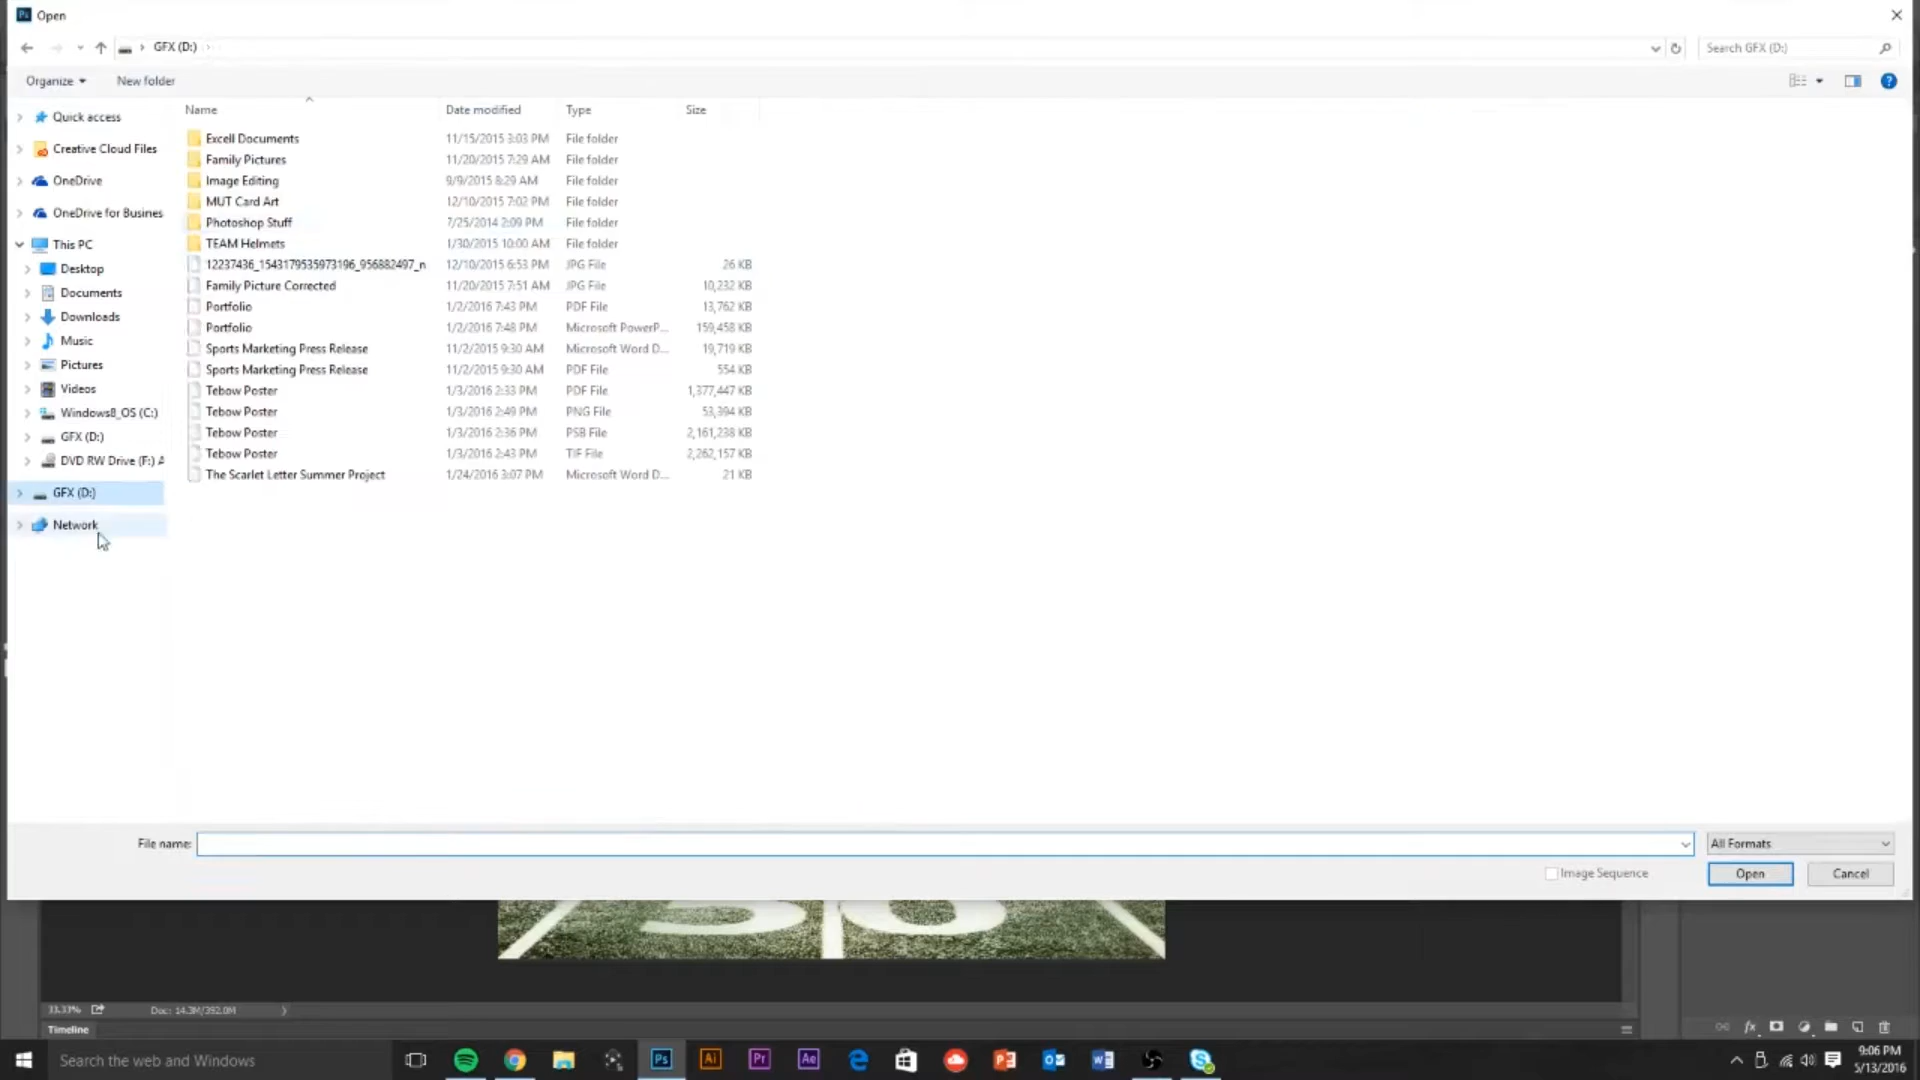 Ps Open
GFX (D:)
Search GFX (D:)
Organize
New folder
Name Date modified Type Size
Quick access
Creative Cloud Files
OneDrive
OneDrive for Busines
This PC
Desktop
Documents
Downloads
Music
Pictures
Videos
Windows8_OS (C:)
GFX (D:)
DVD RW Drive (F:) A
GFX (D:)
Network
Excell Documents 11/15/2015 3:03 PM File folder
Family Pictures 11/20/2015 7:29 AM File folder
Image Editing 9/9/2015 8:29 AM File folder
MUT Card Art 12/10/2015 7:02 PM File folder
Photoshop Stuff 7/25/2014 2:09 PM File folder
TEAM Helmets 1/30/2015 10:00 AM File folder
12237436_1543179535973196_956882497_n 12/10/2015 6:53 PM JPG File 26 KB
Family Picture Corrected 11/20/2015 7:51 AM JPG File 10,232 KB
Portfolio 1/2/2016 7:43 PM PDF File 13,762 KB
Portfolio 1/2/2016 7:48 PM Microsoft PowerP... 159,458 KB
Sports Marketing Press Release 11/2/2015 9:30 AM Microsoft Word D... 19,719 KB
Sports Marketing Press Release 11/2/2015 9:30 AM PDF File 554 KB
Tebow Poster 1/3/2016 2:33 PM PDF File 1,377,447 KB
Tebow Poster 1/3/2016 2:49 PM PNG File 53,394 KB
Tebow Poster 1/3/2016 2:36 PM PSB File 2,161,238 KB
Tebow Poster 1/3/2016 2:43 PM TIF File 2,262,157 KB
The Scarlet Letter Summer Project 1/24/2016 3:07 PM Microsoft Word D... 21 KB
File name:
All Formats
Image Sequence
Open
Cancel
33.33%
Doc: 14.3M/392.0M
Timeline
fx
Search the web and Windows
Ps Ai Pr Ae
9:06 PM
5/13/2016